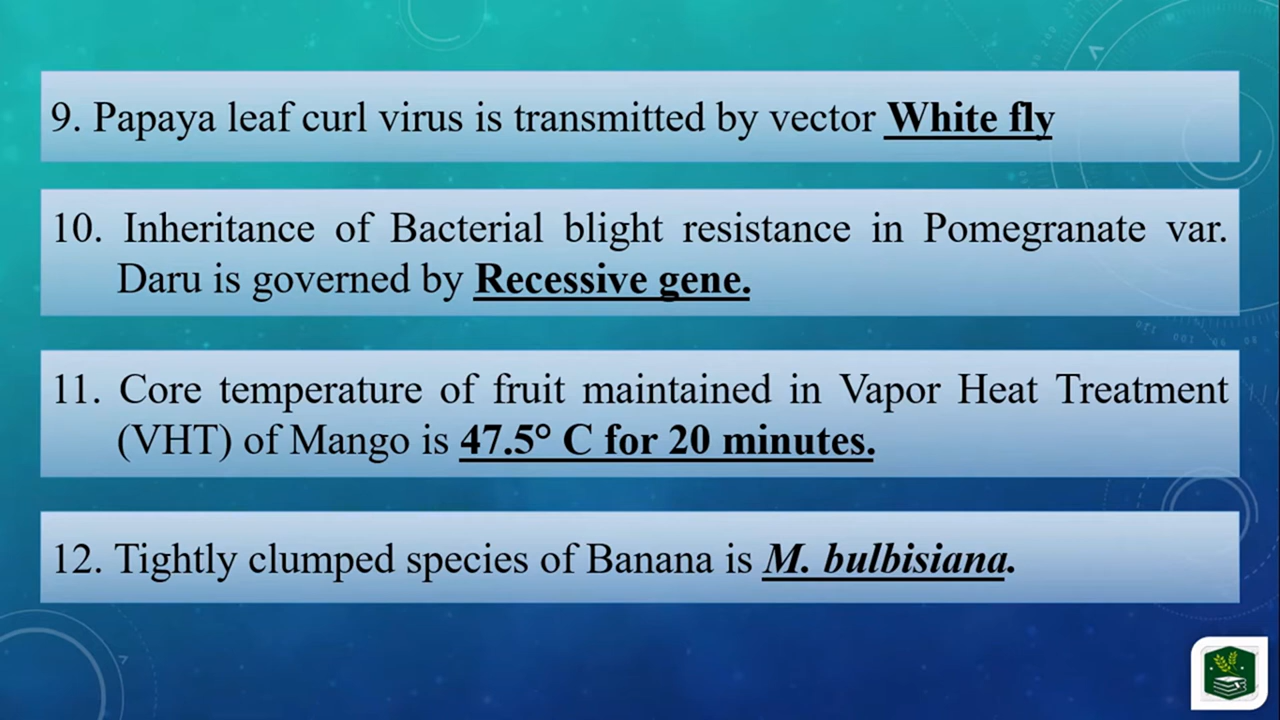 9. Papaya leaf curl virus is transmitted by vector White fly
10. Inheritance of Bacterial blight resistance in Pomegranate var.
Daru is governed by Recessive gene.
11. Core temperature of fruit maintained in Vapor Heat Treatment
(VHT) of Mango is 47.5° C for 20 minutes.
12. Tightly clumped species of Banana is M. bulbisiana.